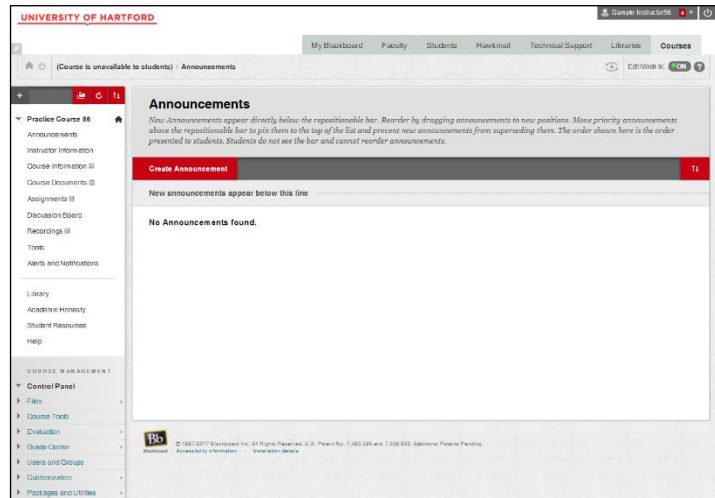 UNIVERSITY OF HARTFORD
Sample Instructor56 4
My Blackboard Faculty Students Hawkmail Technical Support Libraries Courses
(Course is unavailable to students) Announcements
Edit Mode is: ON ?
Practice Course 56
Announcements
Instructor Information
Course Information
Course Documents
Assignments
Discussion Board
Recordings
Tools
Alerts and Notifications
Library
Academic Honesty
Student Resources
Help
COURSE MANAGEMENT
Control Panel
Files
Course Tools
Evaluation
Grade Center
Users and Groups
Customization
Packages and Utilities
Announcements
New Announcements appear directly below the repositionable bar. Reorder by dragging announcements to new positions. Move priority announcements
above the repositionable bar to pin them to the top of the list and prevent new announcements from superseding them. The order shown here is the order
presented to students. Students do not see the bar and cannot reorder announcements.
Create Announcement
New announcements appear below this line
No Announcements found.
Bb
Blackboard
© 1997-2017 Blackboard Inc. All Rights Reserved. U.S. Patent No. 7,493,396 and 7,558,853. Additional Patents Pending.
Accessibility information - Installation details